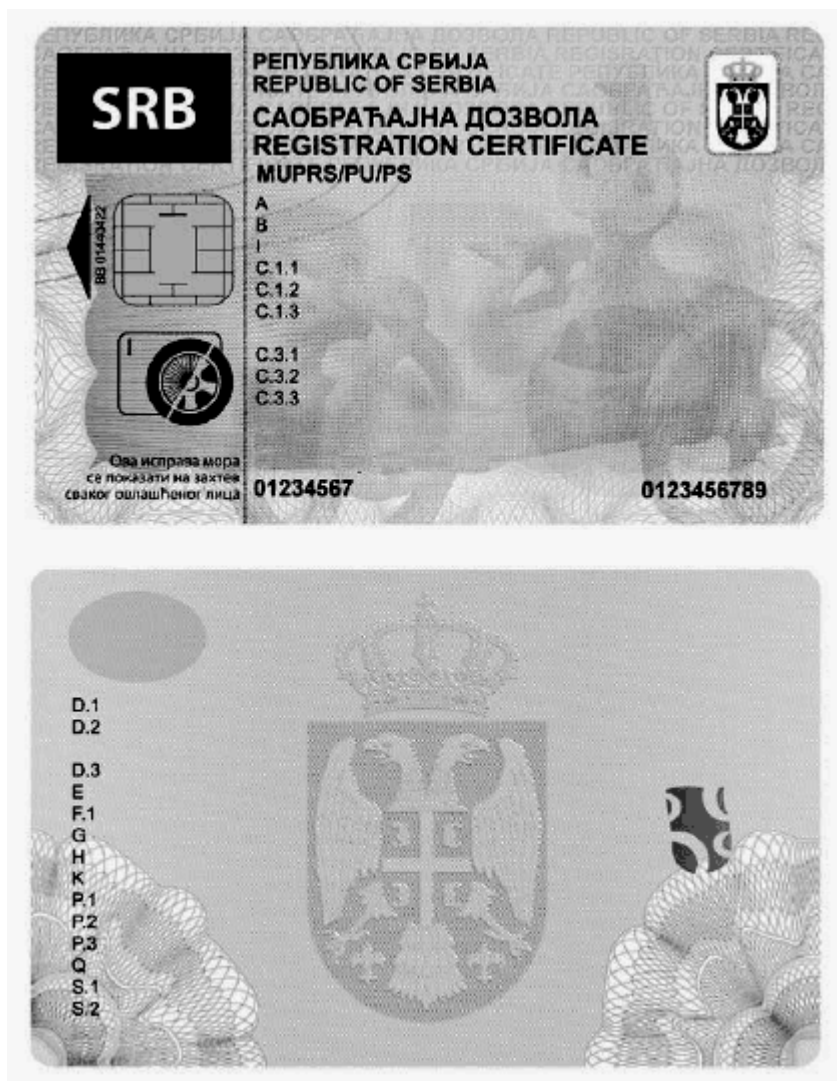 SRB
РЕПУБЛИКА СРБИЈА
REPUBLIC OF SERBIA
САОБРАЋАЈНА ДОЗВОЛА
REGISTRATION CERTIFICATE
MUPRS/PU/PS
BB 01440422
A
B
I
C.1.1
C.1.2
C.1.3
C.3.1
C.3.2
C.3.3
Ова исправа мора
се показати на захтев
сваког овлашћеног лица
01234567
0123456789
D.1
D.2
D.3
E
F.1
G
H
K
P.1
P.2
P.3
Q
S.1
S.2